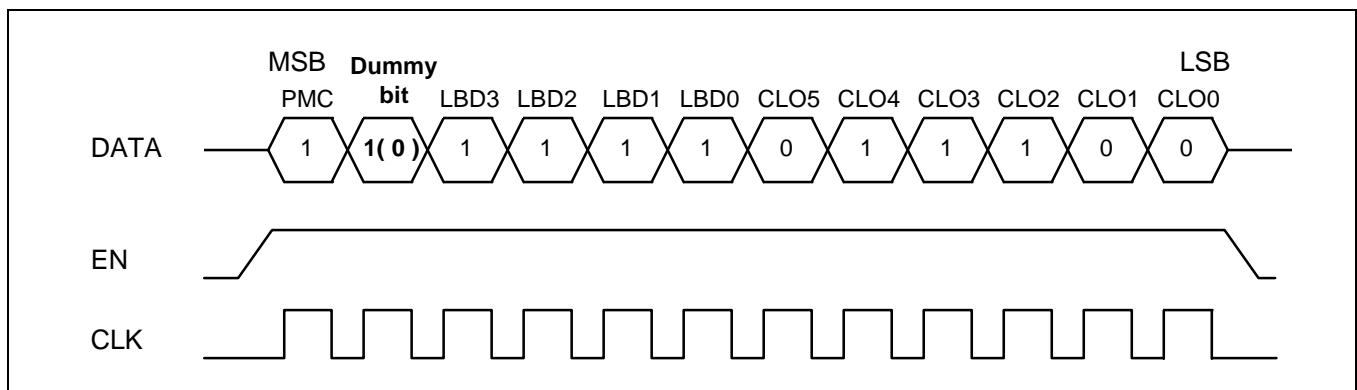 MSB Dummy LSB
PMC bit LBD3 LBD2 LBD1 LBD0 CLO5 CLO4 CLO3 CLO2 CLO1 CLO0
DATA 1 1( 0 ) 1 1 1 1 0 1 1 1 0 0
EN
CLK